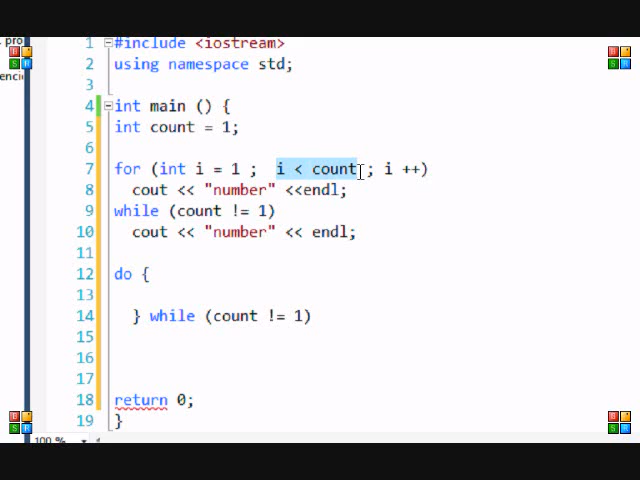 pro
encie
1 #include <iostream>
2 using namespace std;
3
4 int main () {
5 int count = 1;
6
7 for (int i = 1 ;  i < count ; i ++)
8 cout << "number" <<endl;
9 while (count != 1)
10 cout << "number" << endl;
11
12 do {
13
14 } while (count != 1)
15
16
17
18 return 0;
19 }
100 %
B
S R
B
S R
B
S R
B
S R